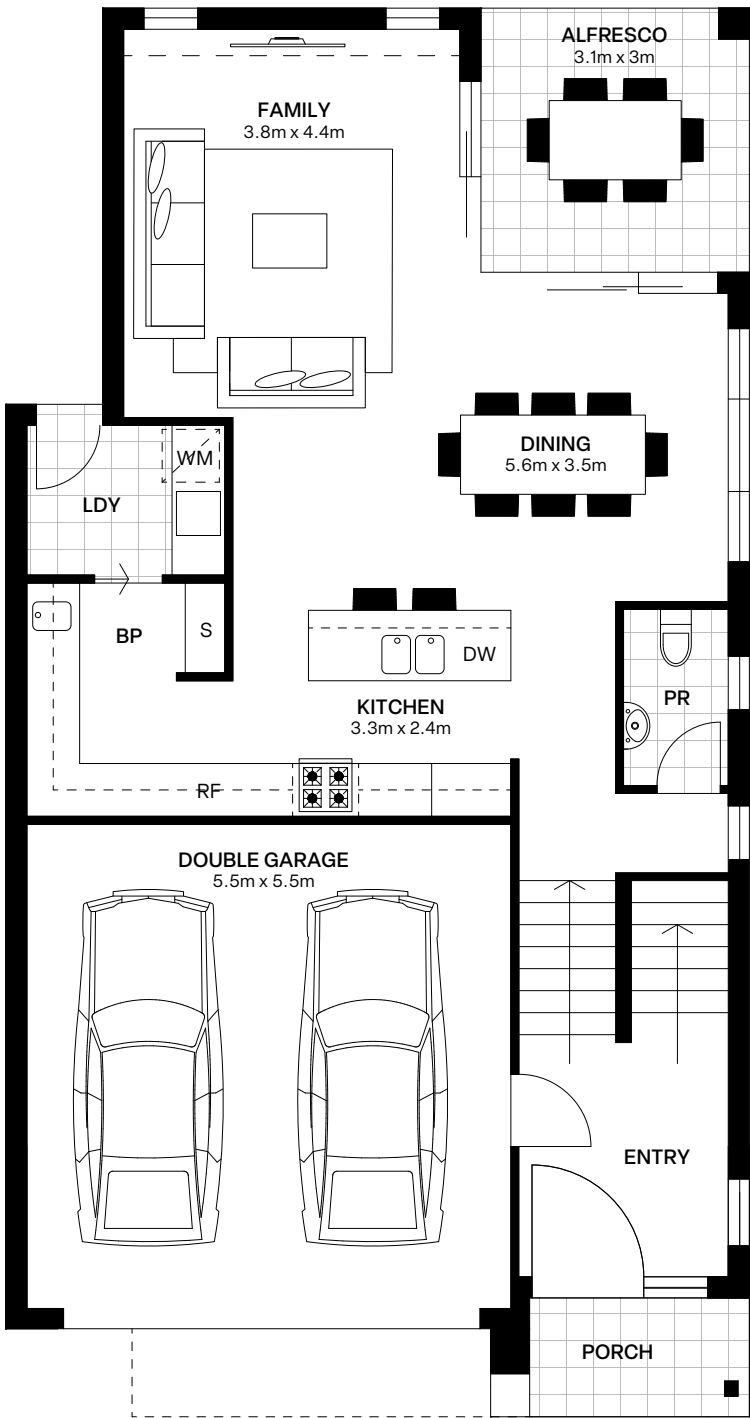 ALFRESCO
3.1m x 3m
FAMILY
3.8m x 4.4m
DINING
5.6m x 3.5m
WM
LDY
BP
S
DW
PR
KITCHEN
3.3m x 2.4m
RF
DOUBLE GARAGE
5.5m x 5.5m
ENTRY
PORCH